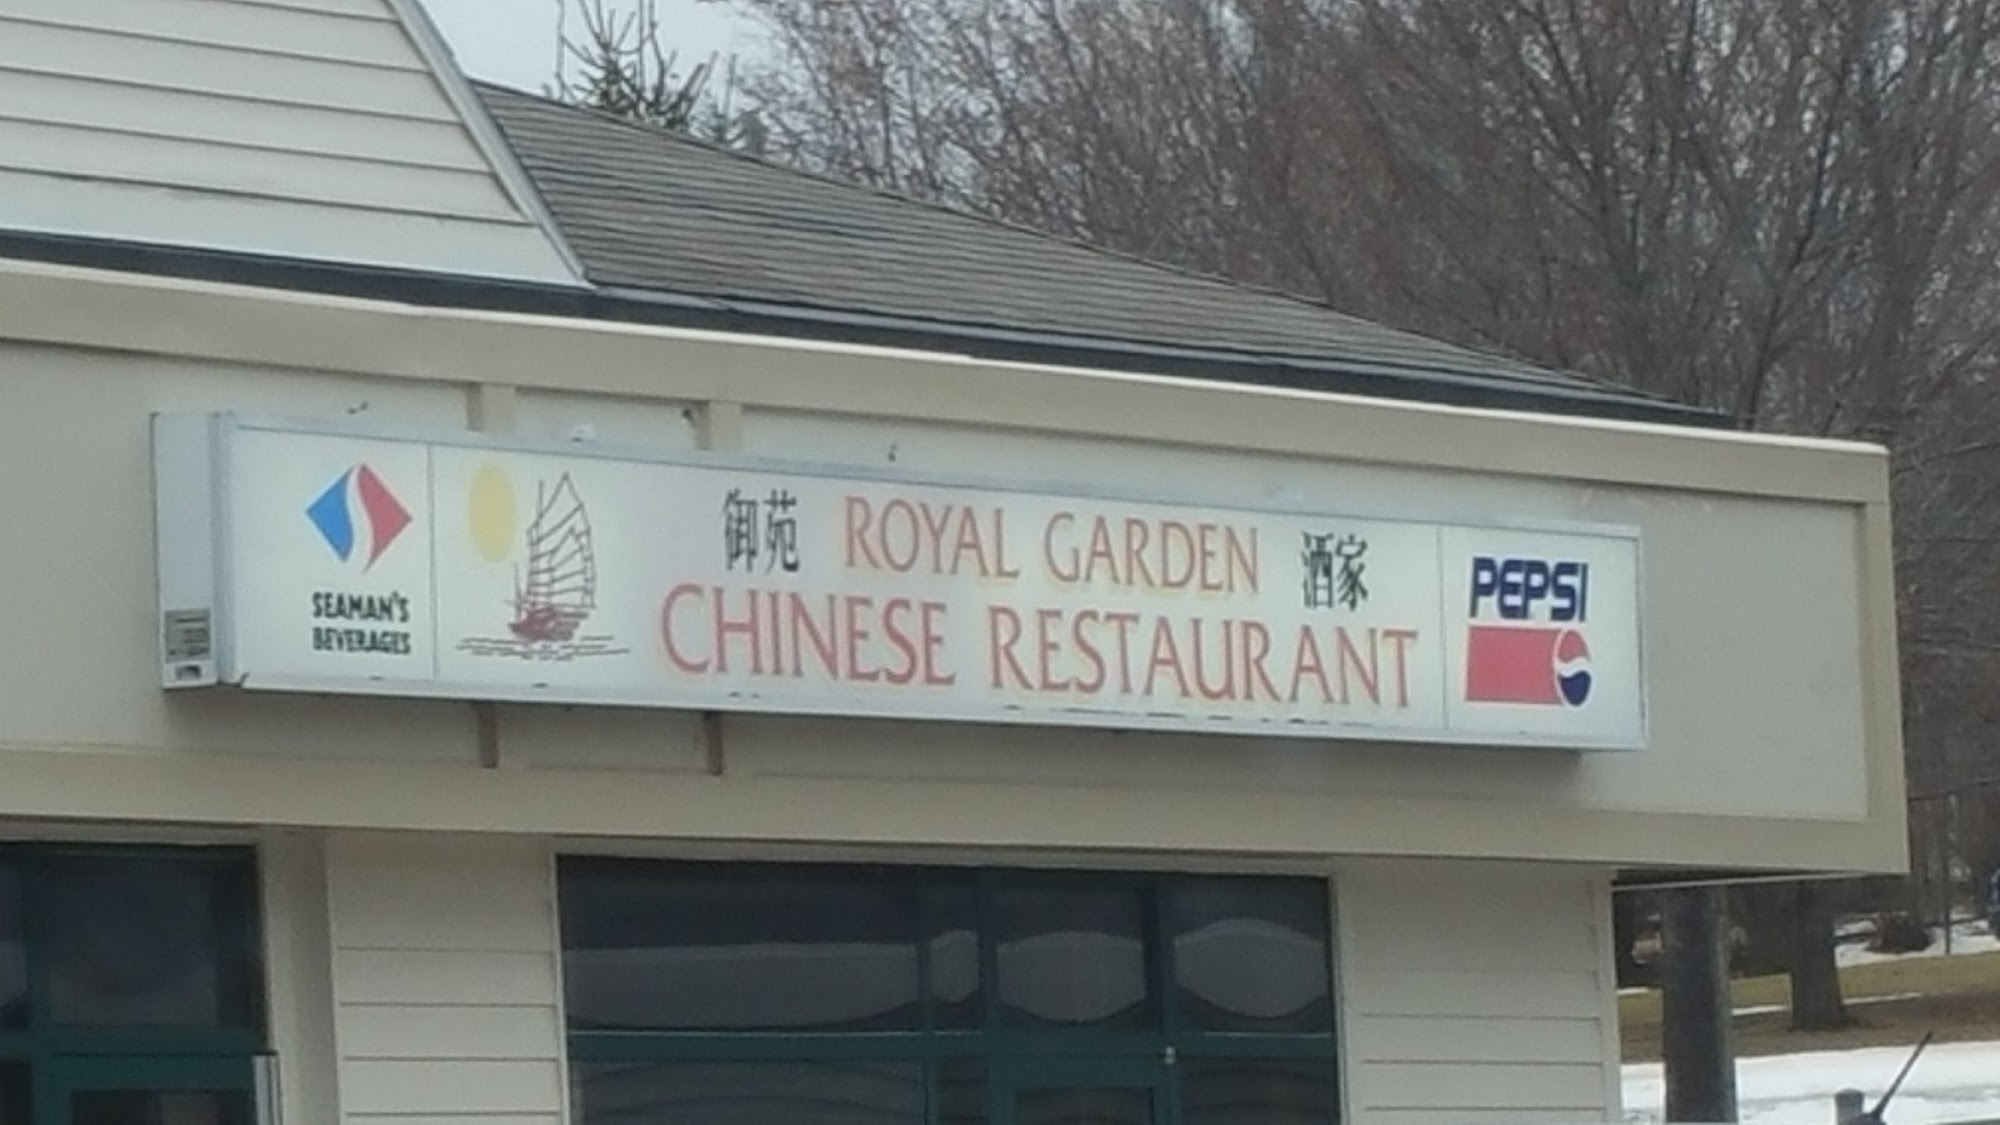 SEAMAN'S
BEVERAGES
御苑 ROYAL GARDEN 酒家
CHINESE RESTAURANT
PEPSI